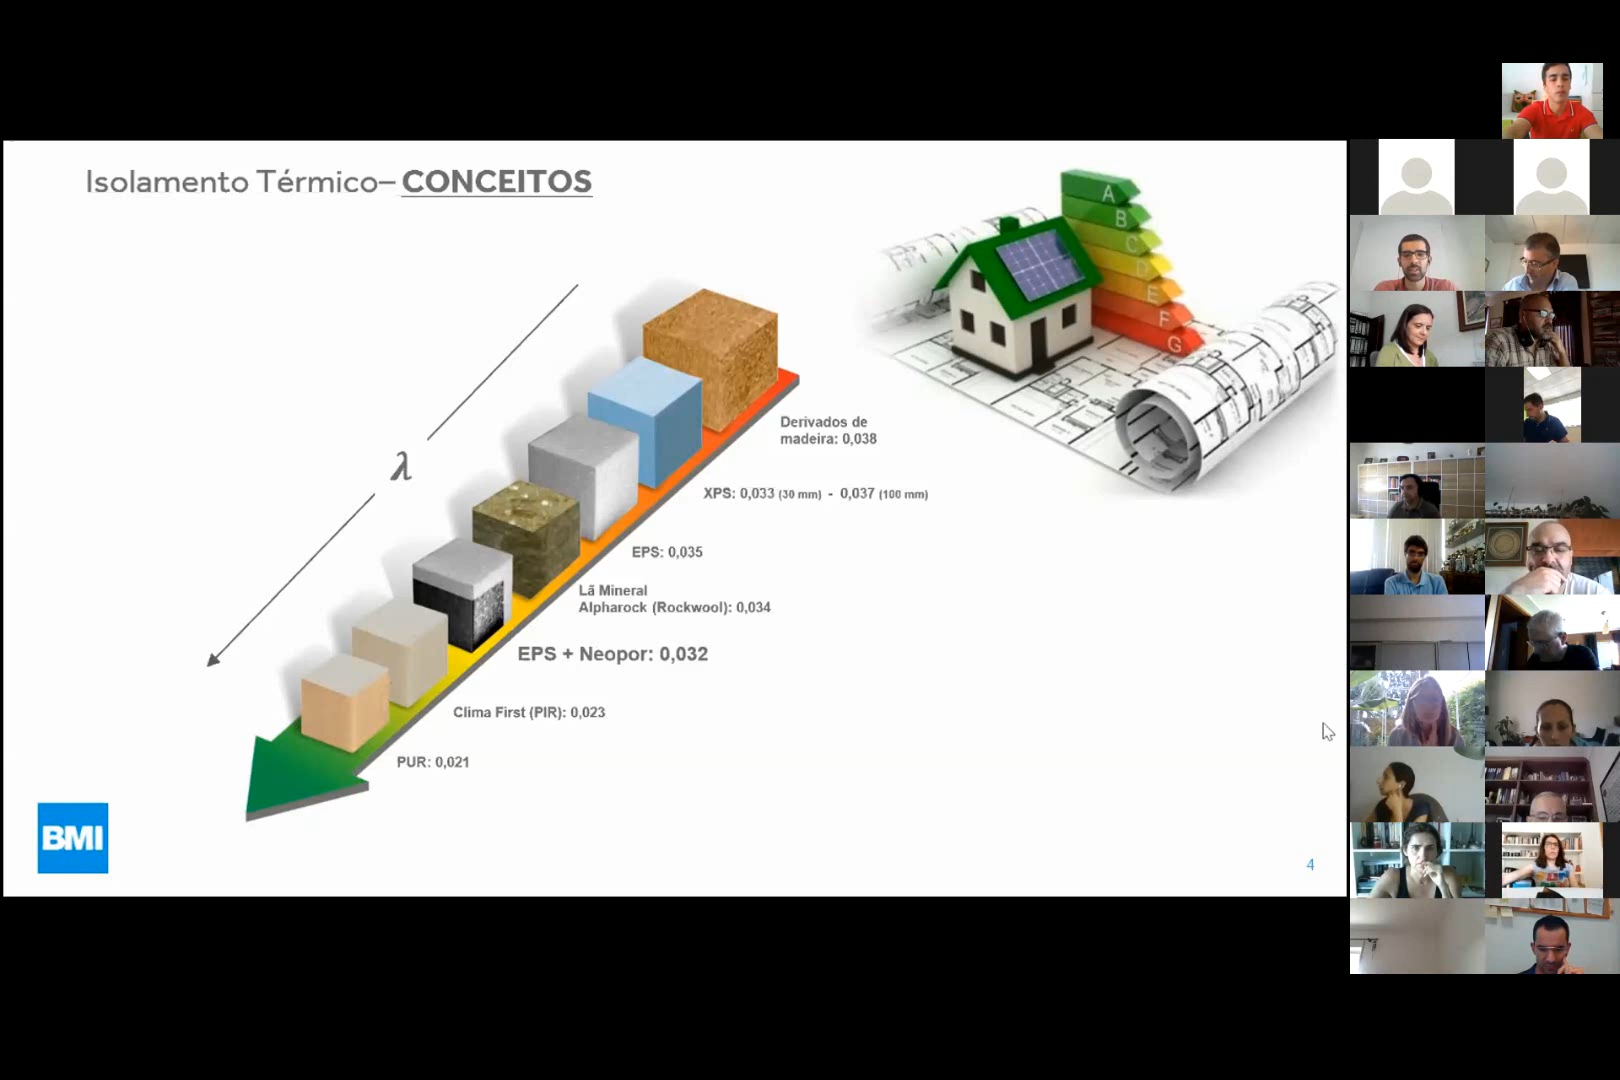 Isolamento Térmico– CONCEITOS
A
B
C
D
E
F
G
λ
Derivados de
madeira: 0,038
XPS: 0,033 (30 mm) - 0,037 (100 mm)
EPS: 0,035
Lã Mineral
Alpharock (Rockwool): 0,034
EPS + Neopor: 0,032
Clima First (PIR): 0,023
PUR: 0,021
BMI
4